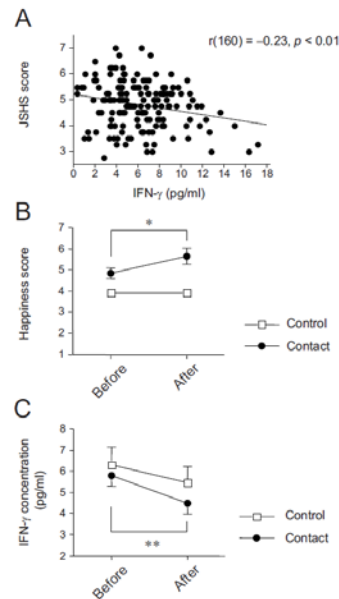 A
r(160) = −0.23, p < 0.01
JSHS score
7
6
5
4
3
0 2 4 6 8 10 12 14 16 18
IFN-γ (pg/ml)
B
*
Happiness score
7
6
5
4
3
2
1
Before
After
Control
Contact
C
IFN-γ concentration
(pg/ml)
8
7
6
5
4
3
2
**
Before
After
Control
Contact